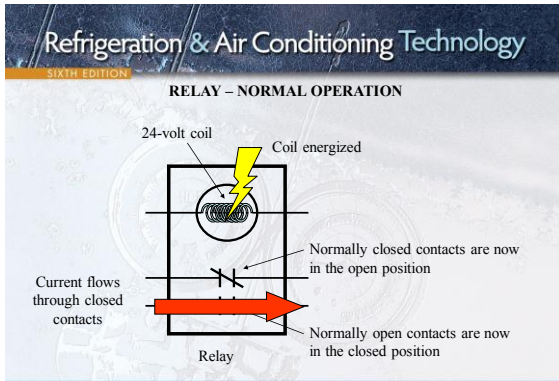 Refrigeration & Air Conditioning Technology
SIXTH EDITION
RELAY – NORMAL OPERATION
24-volt coil
Coil energized
Normally closed contacts are now
in the open position
Current flows
through closed
contacts
Normally open contacts are now
in the closed position
Relay